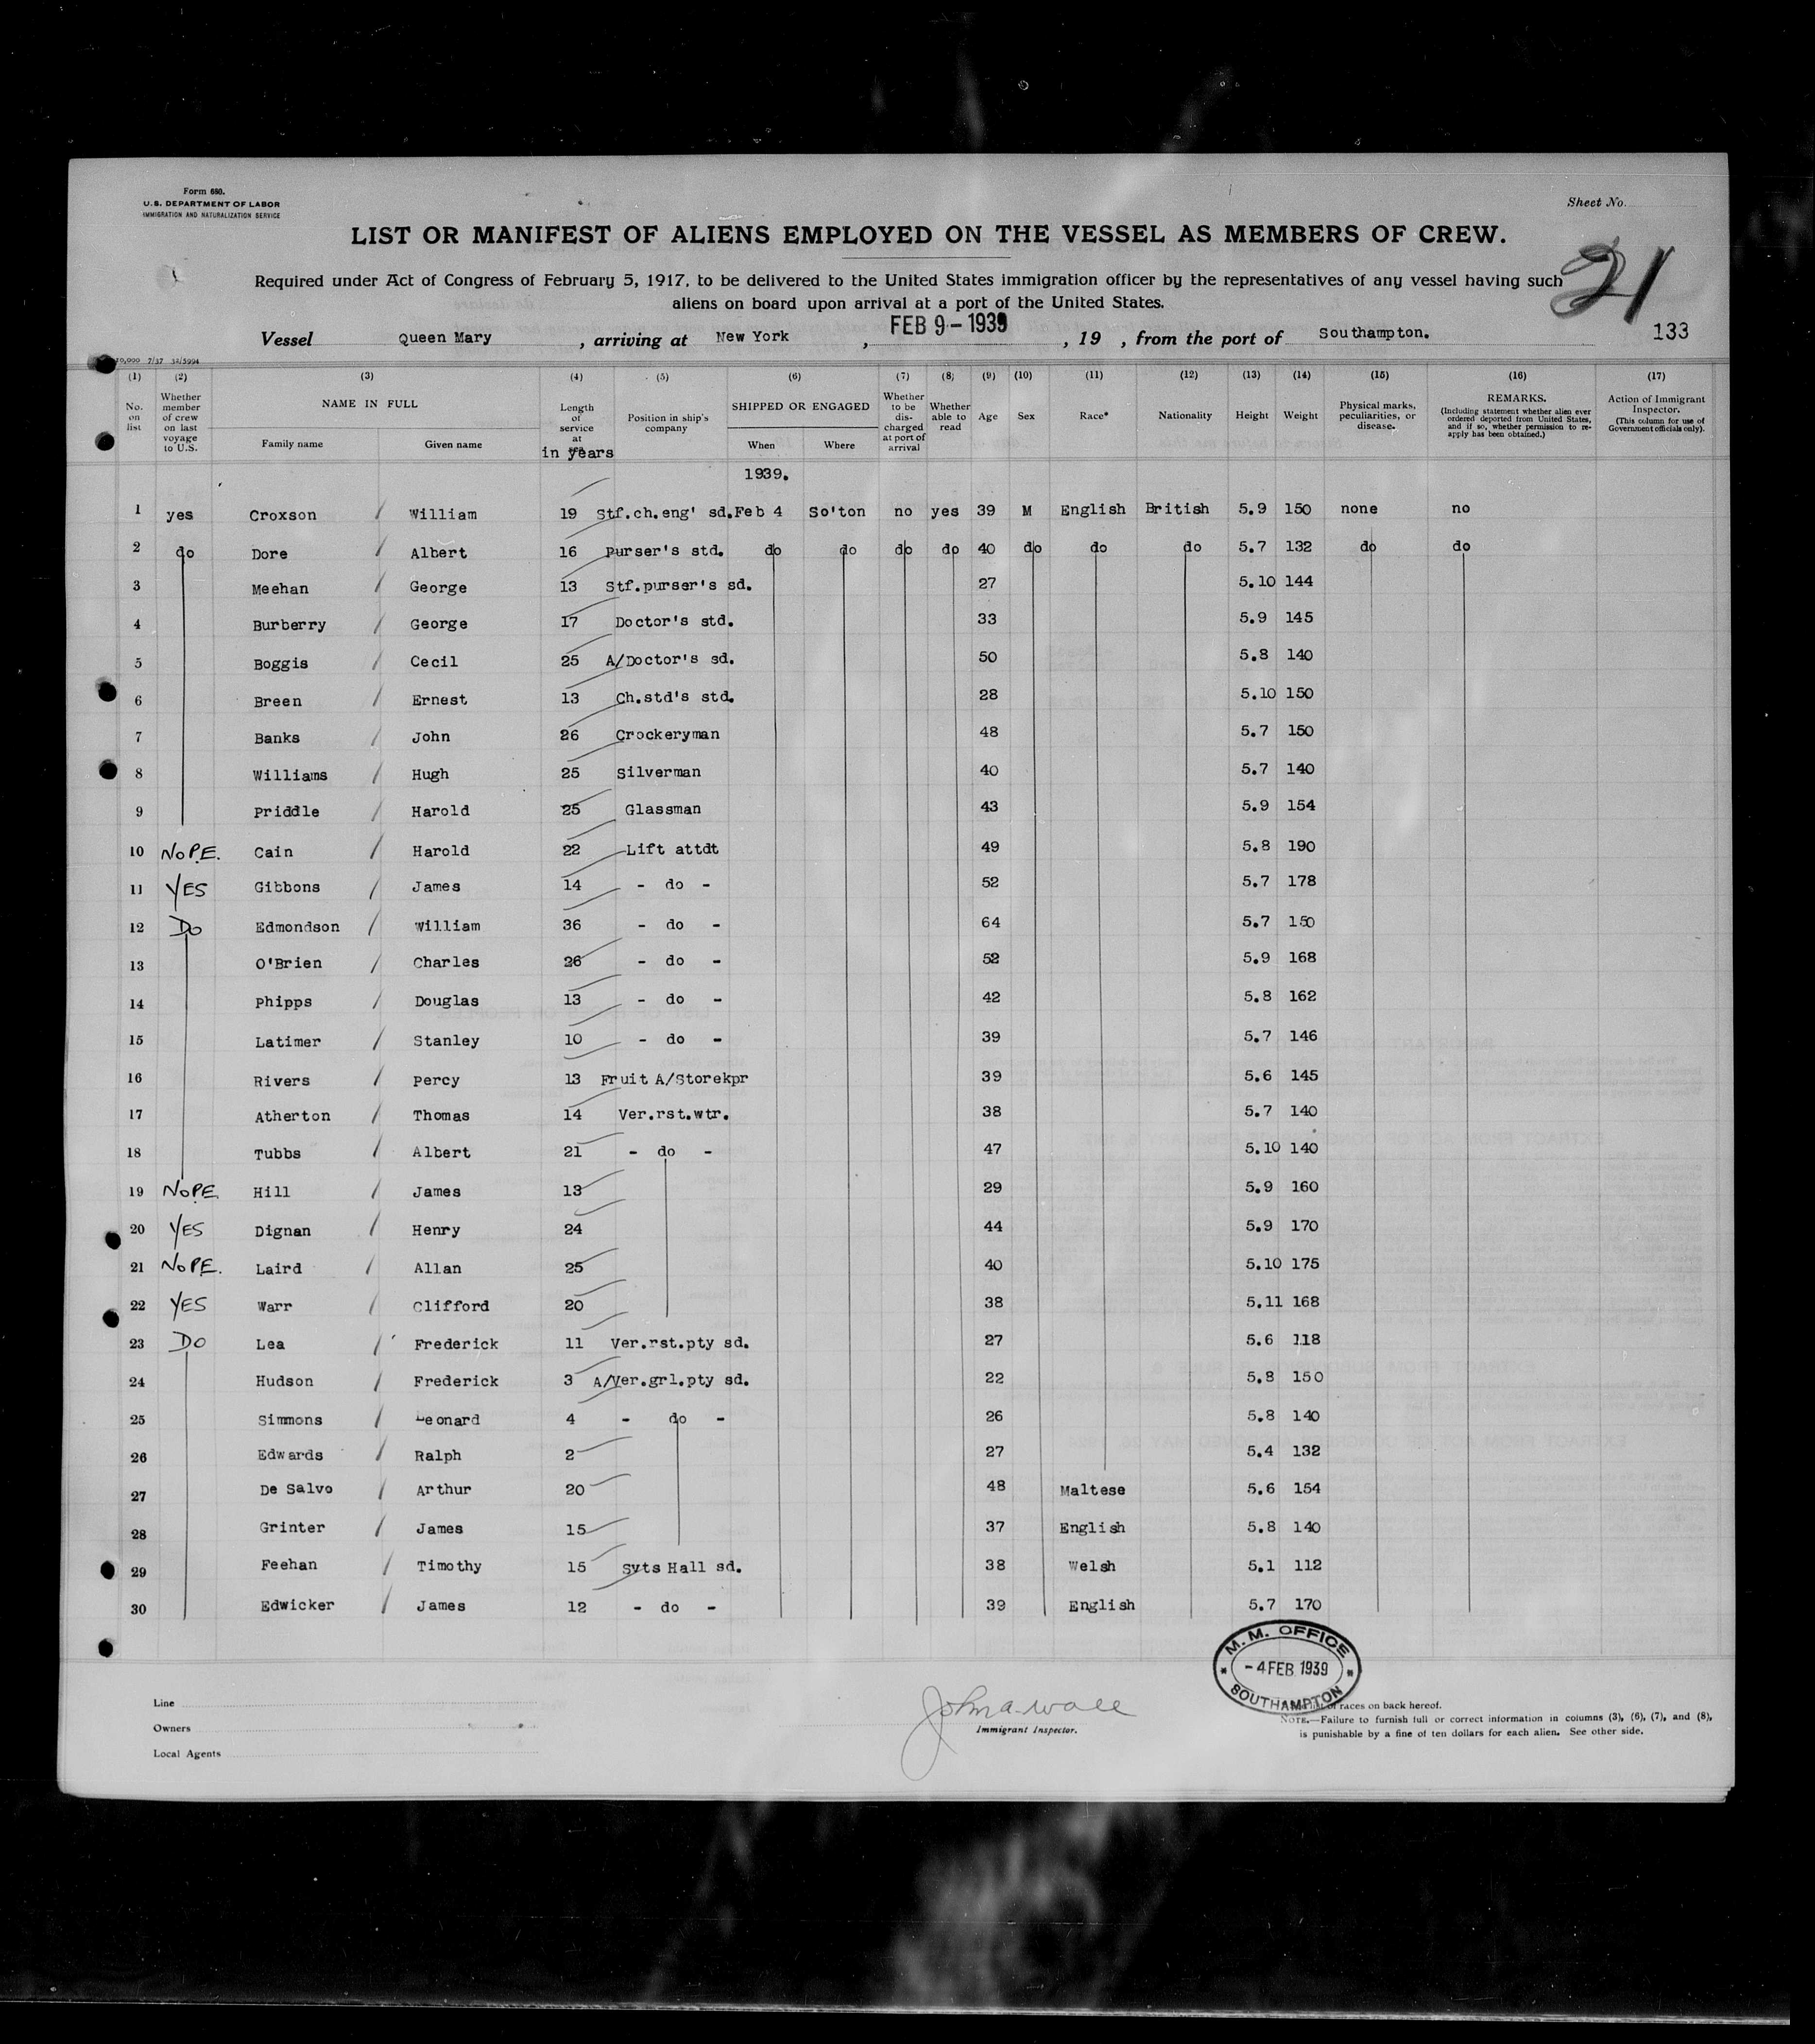 Form 680.
U.S. DEPARTMENT OF LABOR
IMMIGRATION AND NATURALIZATION SERVICE
Sheet No.
LIST OR MANIFEST OF ALIENS EMPLOYED ON THE VESSEL AS MEMBERS OF CREW.
21
Required under Act of Congress of February 5, 1917, to be delivered to the United States immigration officer by the representatives of any vessel having such
aliens on board upon arrival at a port of the United States.
Vessel Queen Mary , arriving at New York , FEB 9-1939 , 19 , from the port of Southampton. 133
(1) (2) (3) (4) (5) (6) (7) (8) (9) (10) (11) (12) (13) (14) (15) (16) (17)
No. on list Whether member of crew on last voyage to U.S. NAME IN FULL Family name Given name Length of service at in years Position in ship's company SHIPPED OR ENGAGED When Where Whether to be discharged at port of arrival Whether able to read Age Sex Race* Nationality Height Weight Physical marks, peculiarities, or disease. REMARKS. (Including statement whether alien ever ordered deported from United States, and if so, whether permission to re-apply has been obtained.) Action of Immigrant Inspector. (This column for use of Government officials only).
1939.
1 yes Croxson / William 19 Stf.ch.eng' sd. Feb 4 So'ton no yes 39 M English British 5.9 150 none no
2 do Dore / Albert 16 purser's std. do do do do 40 do do do 5.7 132 do do
3 Meehan / George 13 Stf.purser's sd. 27 5.10 144
4 Burberry / George 17 Doctor's std. 33 5.9 145
5 Boggis / Cecil 25 A/Doctor's sd. 50 5.8 140
6 Breen / Ernest 13 Ch.std's std. 28 5.10 150
7 Banks / John 26 Crockeryman 48 5.7 150
8 Williams / Hugh 25 Silverman 40 5.7 140
9 Priddle / Harold 25 Glassman 43 5.9 154
10 NoPE. Cain / Harold 22 Lift attdt 49 5.8 190
11 YES Gibbons / James 14 - do - 52 5.7 178
12 Do Edmondson / William 36 - do - 64 5.7 150
13 O'Brien / Charles 26 - do - 52 5.9 168
14 Phipps / Douglas 13 - do - 42 5.8 162
15 Latimer / Stanley 10 - do - 39 5.7 146
16 Rivers / percy 13 Fruit A/Storekpr 39 5.6 145
17 Atherton / Thomas 14 Ver.rst.wtr. 38 5.7 140
18 Tubbs / Albert 21 - do - 47 5.10 140
19 NoPE. Hill / James 13 29 5.9 160
20 YES Dignan / Henry 24 44 5.9 170
21 NoPE. Laird / Allan 25 40 5.10 175
22 YES Warr / Clifford 20 38 5.11 168
23 Do Lea / Frederick 11 Ver.rst.pty sd. 27 5.6 118
24 Hudson / Frederick 3 A/Ver.grl.pty sd. 22 5.8 150
25 Simmons / Leonard 4 - do - 26 5.8 140
26 Edwards / Ralph 2 27 5.4 132
27 De Salvo / Arthur 20 48 Maltese 5.6 154
28 Grinter / James 15 37 English 5.8 140
29 Feehan / Timothy 15 Syts Hall sd. 38 Welsh 5.1 112
30 Edwicker / James 12 - do - 39 English 5.7 170
M. M. OFFICE
-4 FEB 1939
SOUTHAMPTON
Line
Owners
Local Agents
John A. Wall
Immigrant Inspector.
of races on back hereof.
NOTE.—Failure to furnish full or correct information in columns (3), (6), (7), and (8),
is punishable by a fine of ten dollars for each alien. See other side.